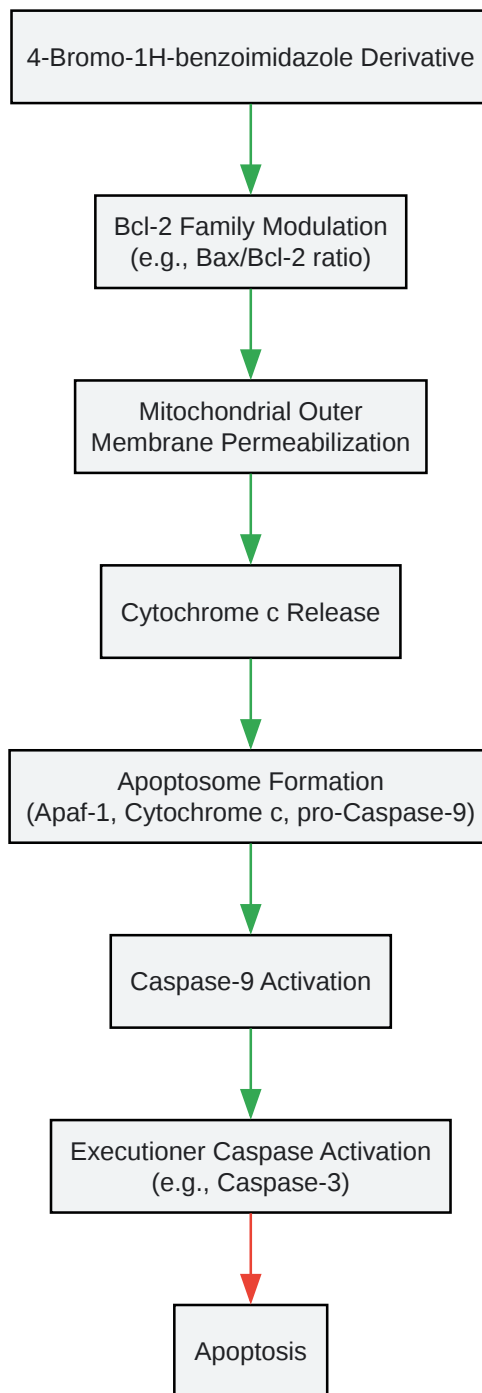 4-Bromo-1H-benzoimidazole Derivative
Bcl-2 Family Modulation
(e.g., Bax/Bcl-2 ratio)
Mitochondrial Outer
Membrane Permeabilization
Cytochrome c Release
Apoptosome Formation
(Apaf-1, Cytochrome c, pro-Caspase-9)
Caspase-9 Activation
Executioner Caspase Activation
(e.g., Caspase-3)
Apoptosis